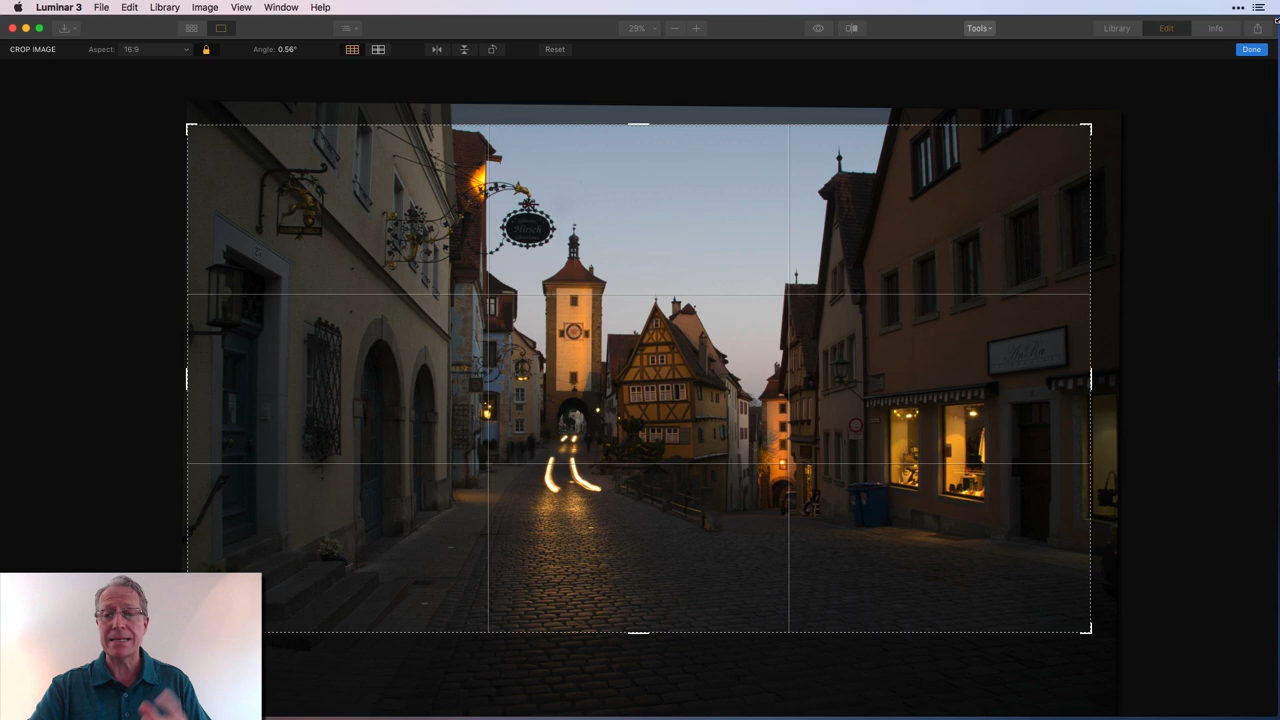 Luminar 3 File Edit Library Image View Window Help
29% Tools Library Edit Info
CROP IMAGE Aspect: 16:9 Angle: 0.56° Reset Done
Hirsch